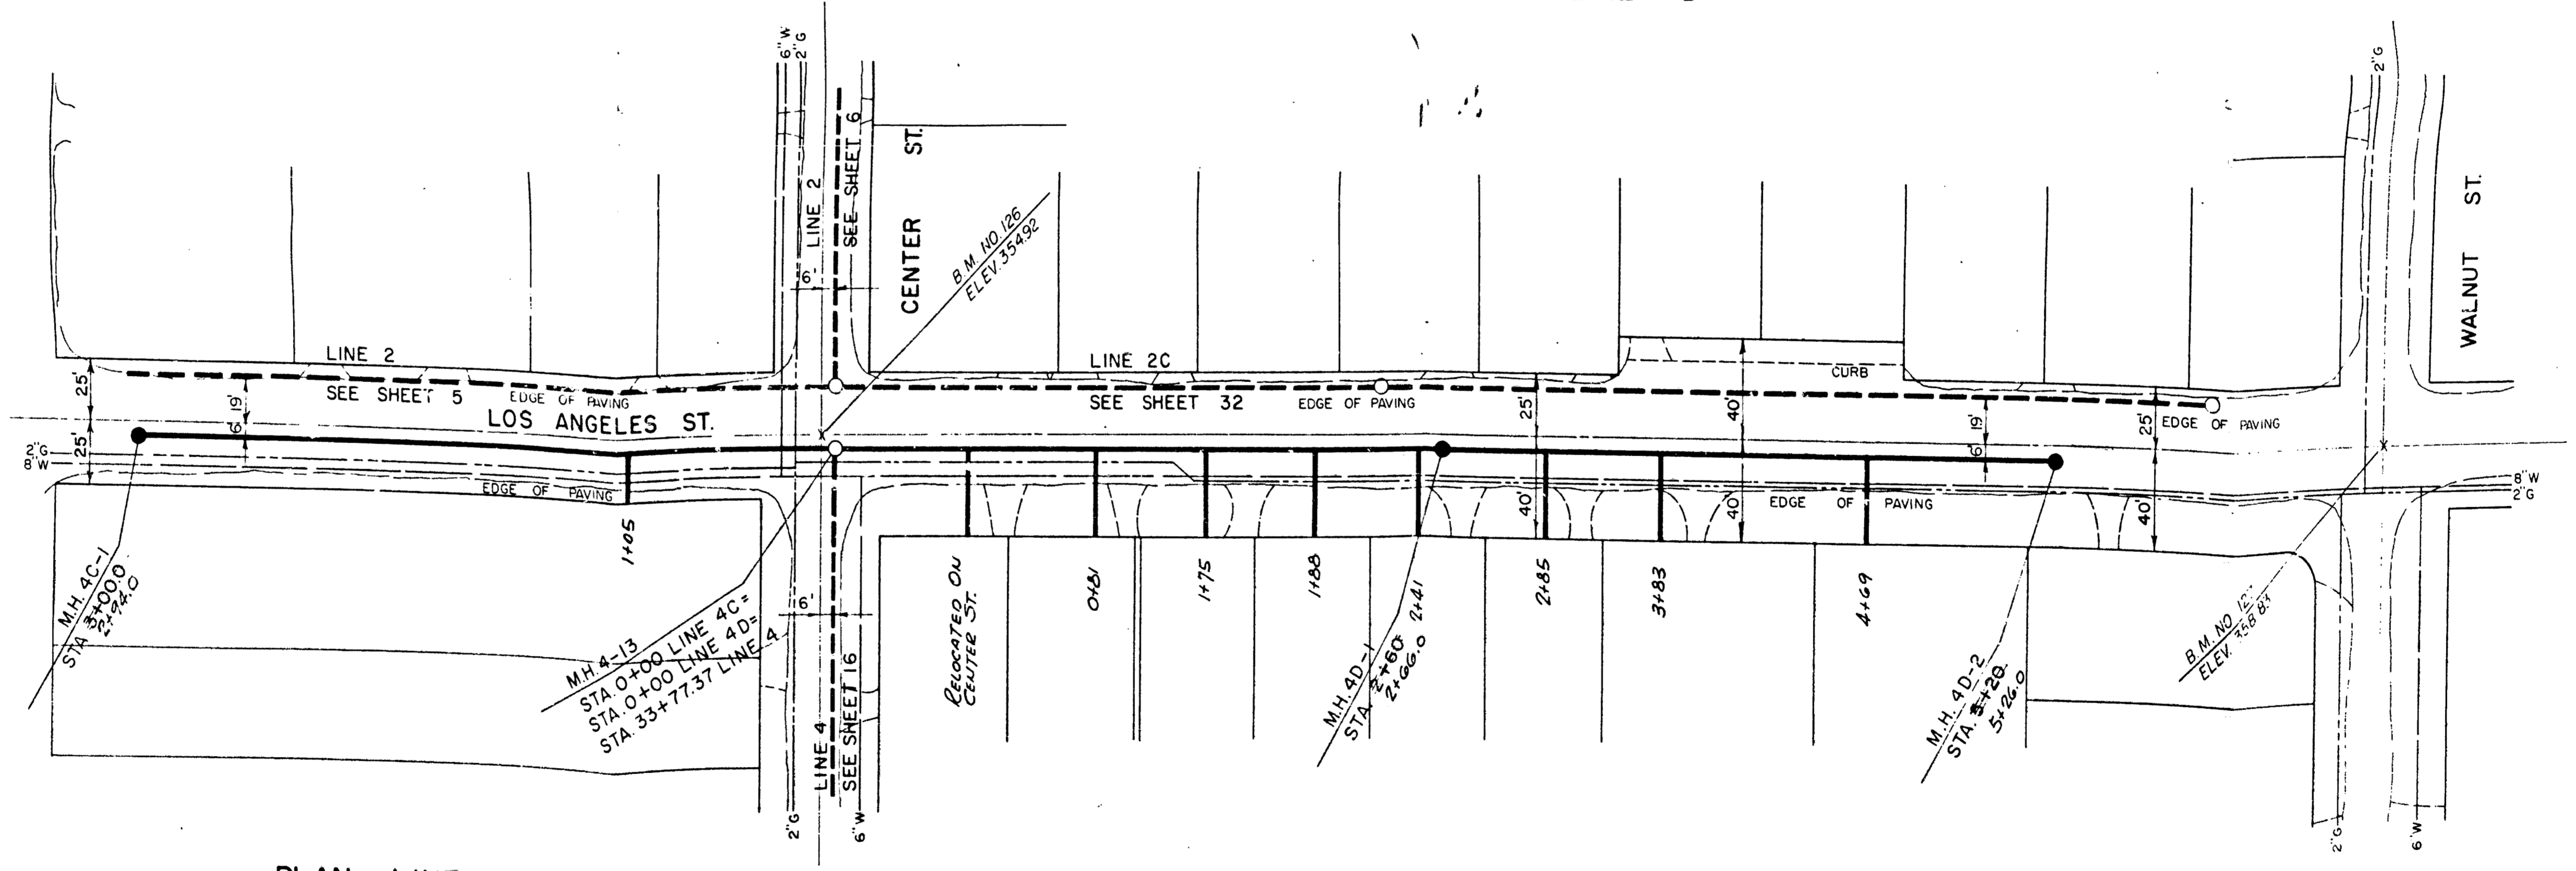 6"W
2"G
2"G
LINE 2
SEE SHEET 6
CENTER ST.
WALNUT ST.
6'
B.M. NO. 126
ELEV. 354.92
LINE 2
LINE 2C
CURB
25'
19'
SEE SHEET 5
EDGE OF PAVING
SEE SHEET 32
EDGE OF PAVING
25'
40'
19'
25'
EDGE OF PAVING
LOS ANGELES ST.
6'
25'
2"G
8"W
6'
8"W
2"G
EDGE OF PAVING
40'
40'
EDGE OF PAVING
40'
1+05
RELOCATED ON
CENTER ST.
0+81
1+75
1+88
2+41
2+85
3+83
4+69
M.H. 4C-1
STA. 3+00.0
2+94.0
6'
M.H. 4-13
STA. 0+00 LINE 4C=
STA. 0+00 LINE 4D=
STA. 33+77.37 LINE 4
M.H. 4D-1
STA. 2+60
2+66.0
M.H. 4D-2
STA. 5+20
5+26.0
B.M. NO
ELEV. 358.83
LINE 4
SEE SHEET 16
2"G
6"W
2"G
6"W
PLAN